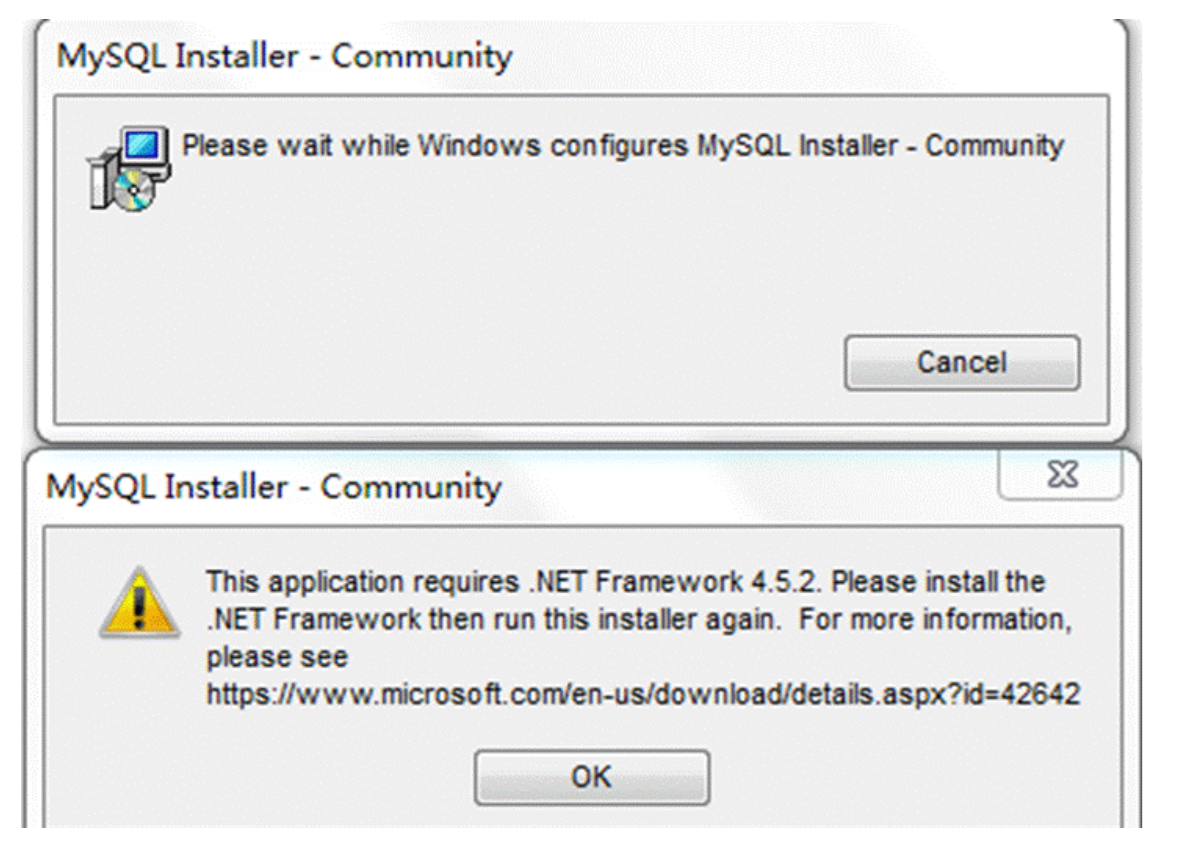 MySQL Installer - Community
Please wait while Windows configures MySQL Installer - Community
Cancel
MySQL Installer - Community
This application requires .NET Framework 4.5.2. Please install the
.NET Framework then run this installer again.  For more information,
please see
https://www.microsoft.com/en-us/download/details.aspx?id=42642
OK